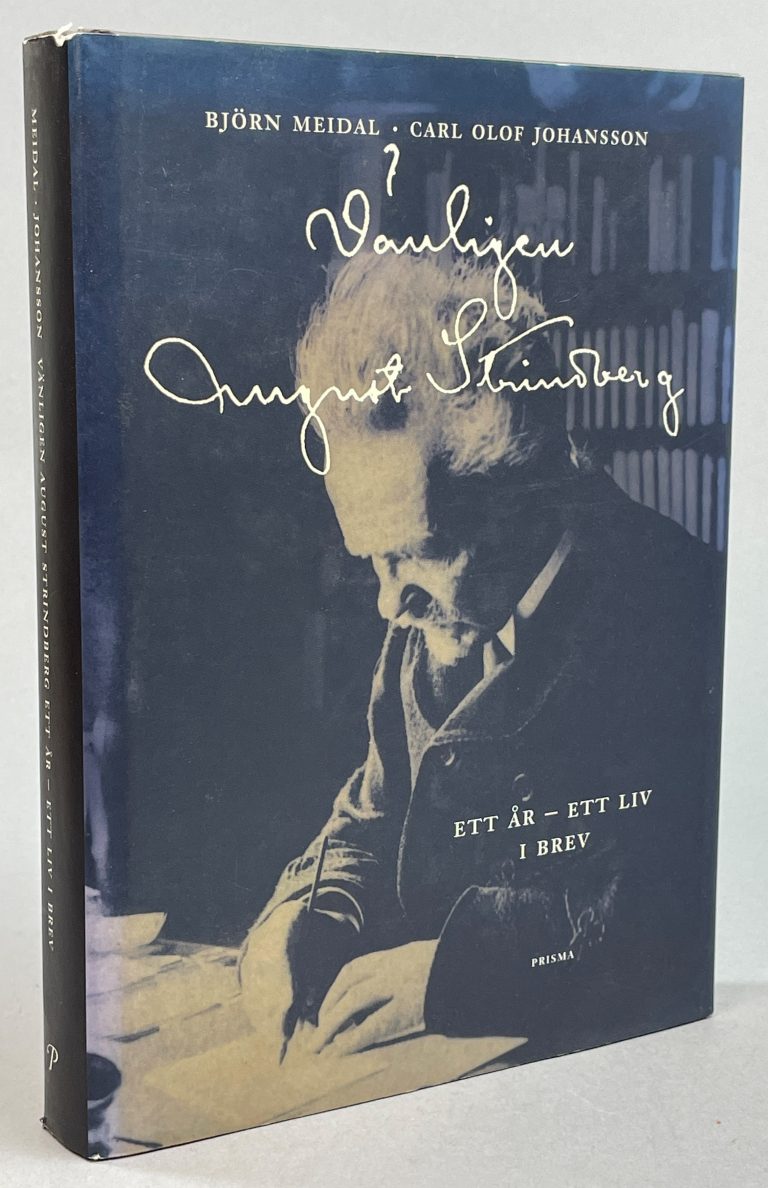 BJÖRN MEIDAL · CARL OLOF JOHANSSON
Vänligen
August Strindberg
ETT ÅR – ETT LIV
I BREV
PRISMA
MEIDAL · JOHANSSON VÄNLIGEN AUGUST STRINDBERG ETT ÅR – ETT LIV I BREV
P